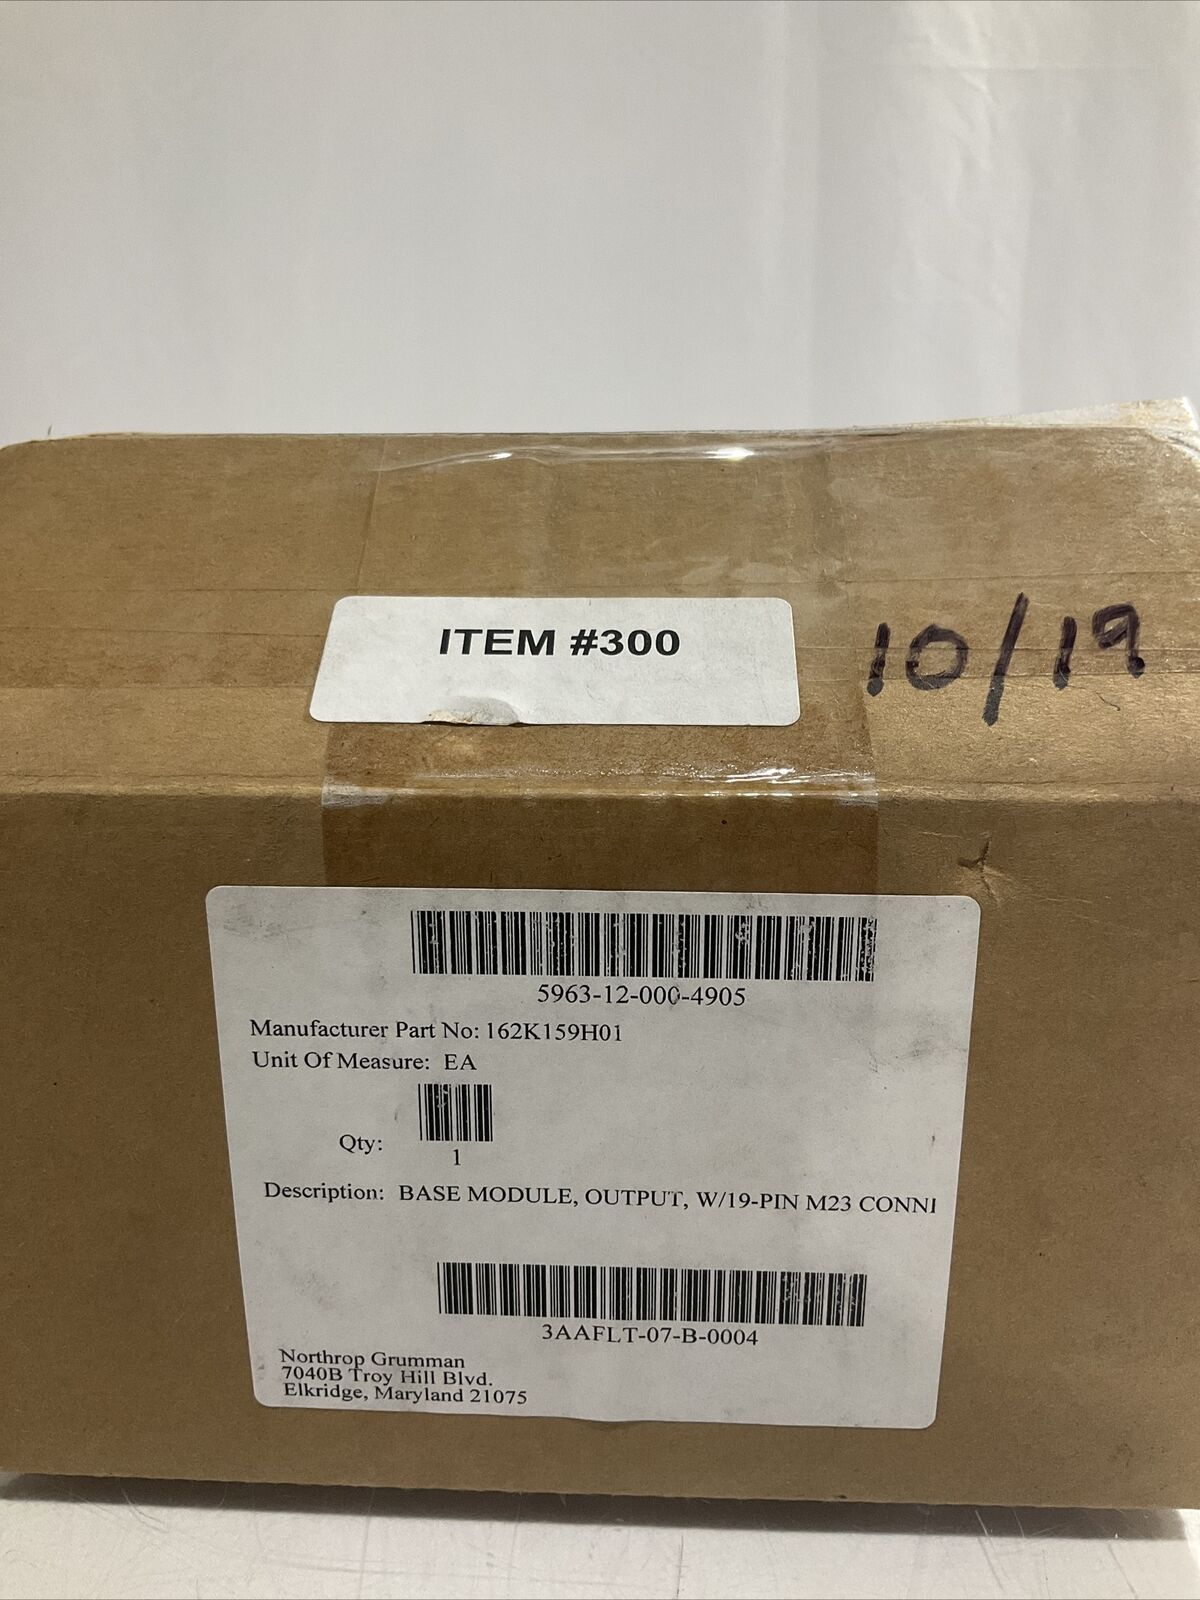 ITEM #300
10/19
5963-12-000-4905
Manufacturer Part No: 162K159H01
Unit Of Measure: EA
Qty:
1
Description: BASE MODULE, OUTPUT, W/19-PIN M23 CONNI
3AAFLT-07-B-0004
Northrop Grumman
7040B Troy Hill Blvd.
Elkridge, Maryland 21075